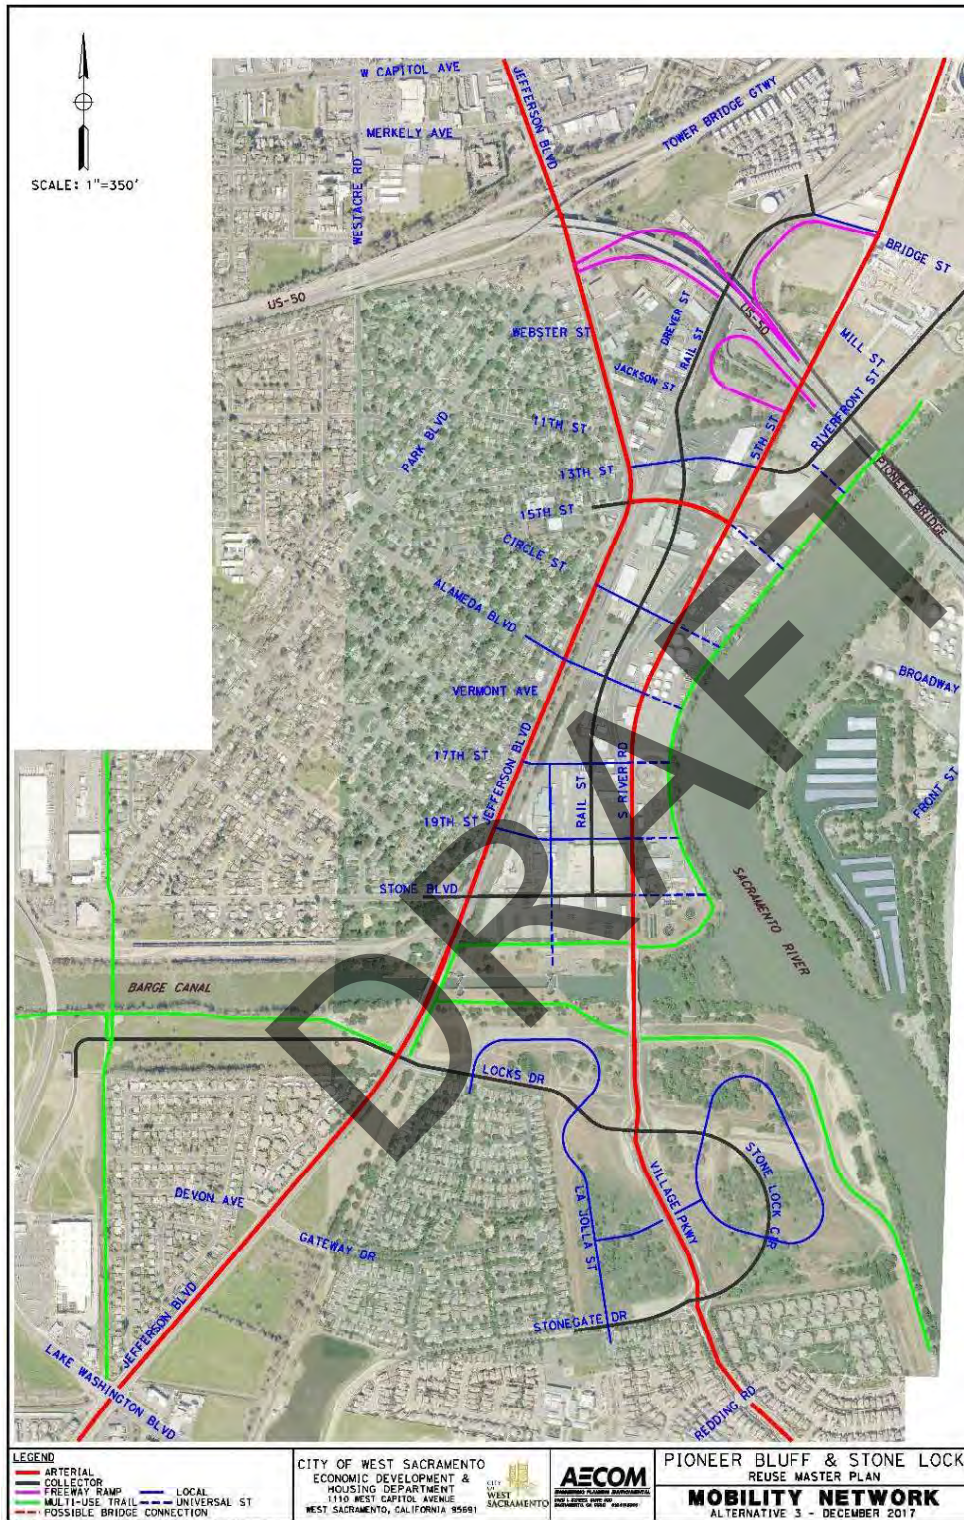 SCALE: 1"=350'
W CAPITOL AVE
JEFFERSON BLVD
TOWER BRIDGE GTWY
MERKELY AVE
WESTACRE RD
BRIDGE ST
US-50
US-50
WEBSTER ST
DREVER ST
RAIL ST
MILL ST
JACKSON ST
RIVERFRONT ST
PARK BLVD
11TH ST
5TH ST
13TH ST
PIONEER BRIDGE
15TH ST
CIRCLE ST
ALAMEDA BLVD
BROADWAY
VERMONT AVE
17TH ST
JEFFERSON BLVD
RAIL ST
S RIVER RD
FRONT ST
19TH ST
STONE BLVD
SACRAMENTO RIVER
BARGE CANAL
LOCKS DR
DEVON AVE
LA JOLLA ST
VILLAGE PKWY
STONE LOCK CIR
GATEWAY DR
JEFFERSON BLVD
STONEGATE DR
LAKE WASHINGTON BLVD
REDDING RD
DRAFT
LEGEND
ARTERIAL
COLLECTOR
FREEWAY RAMP
LOCAL
MULTI-USE TRAIL
UNIVERSAL ST
POSSIBLE BRIDGE CONNECTION
CITY OF WEST SACRAMENTO
ECONOMIC DEVELOPMENT &
HOUSING DEPARTMENT
1110 WEST CAPITOL AVENUE
WEST SACRAMENTO, CALIFORNIA 95691
CITY
OF
WEST
SACRAMENTO
AECOM
PIONEER BLUFF & STONE LOCK
REUSE MASTER PLAN
MOBILITY NETWORK
ALTERNATIVE 3 - DECEMBER 2017